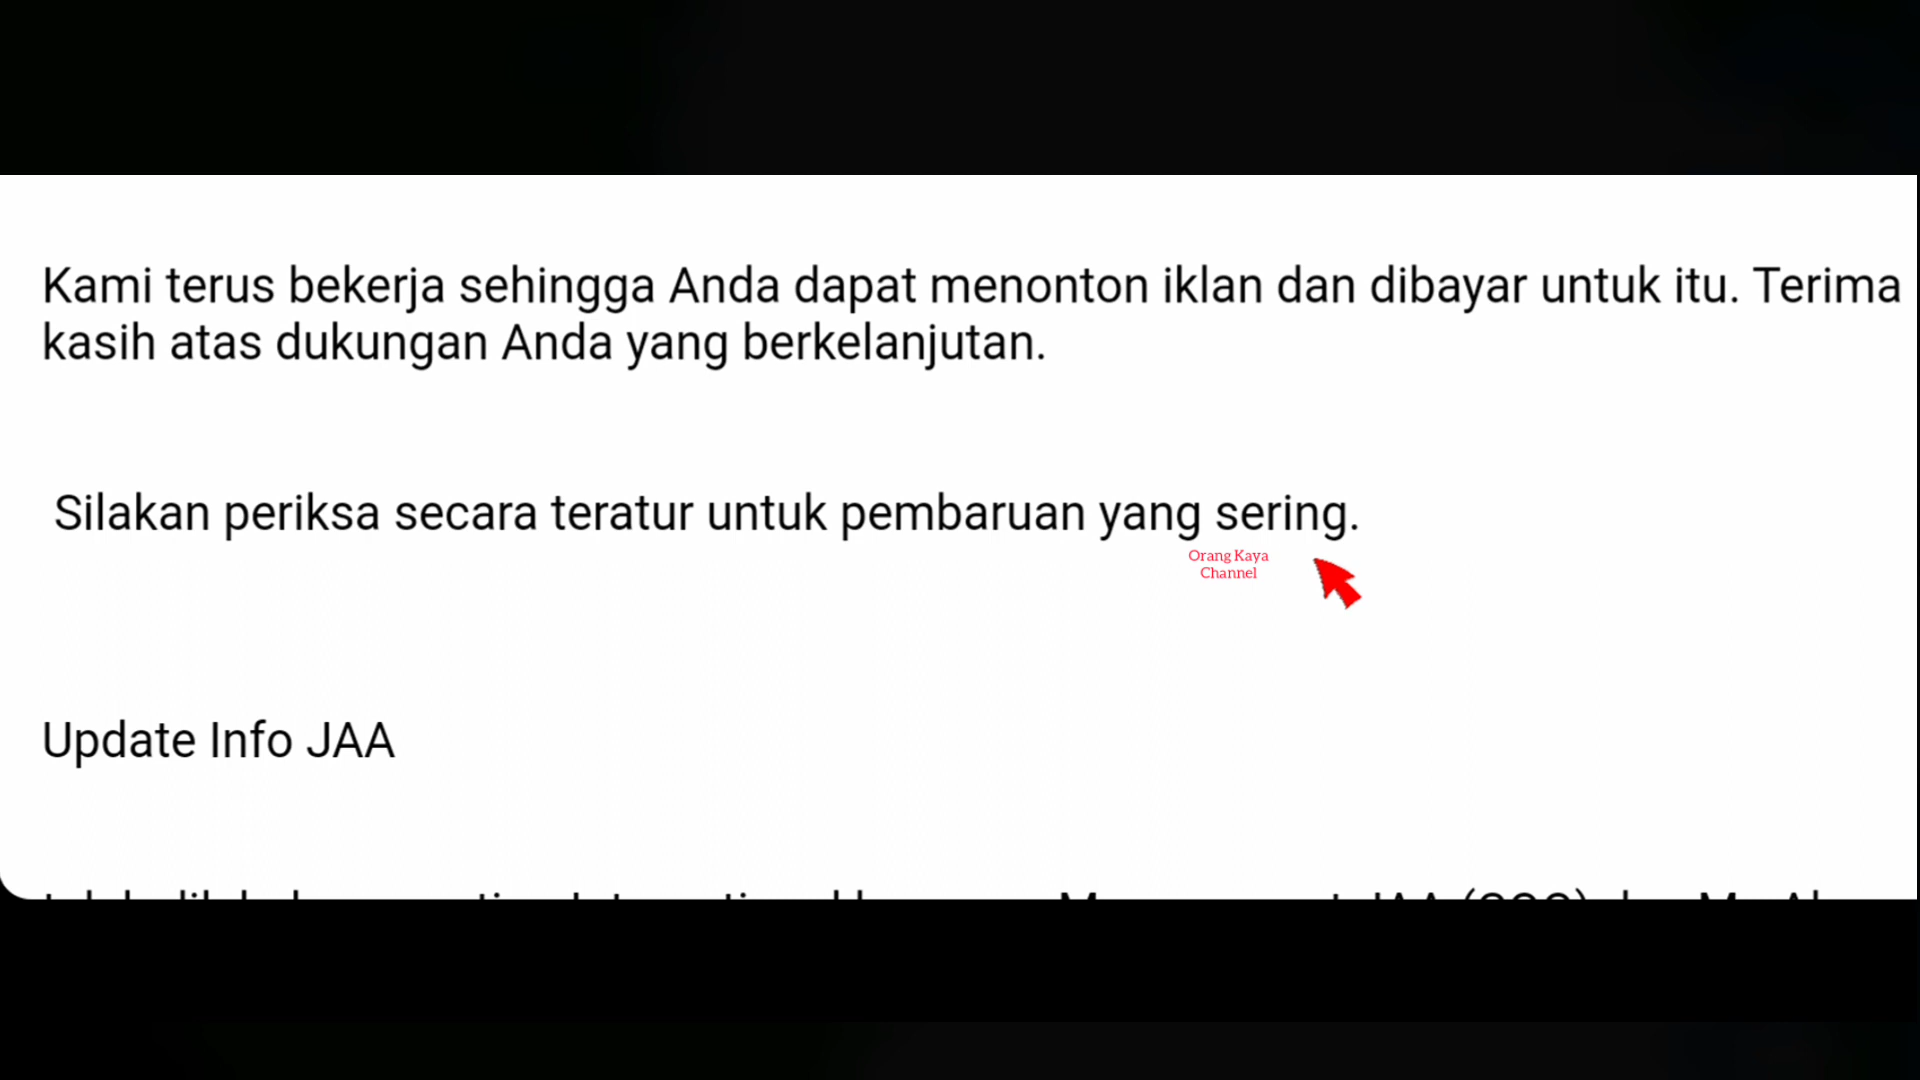 Kami terus bekerja sehingga Anda dapat menonton iklan dan dibayar untuk itu. Terima
kasih atas dukungan Anda yang berkelanjutan.
Silakan periksa secara teratur untuk pembaruan yang sering.
Orang Kaya
Channel
Update Info JAA